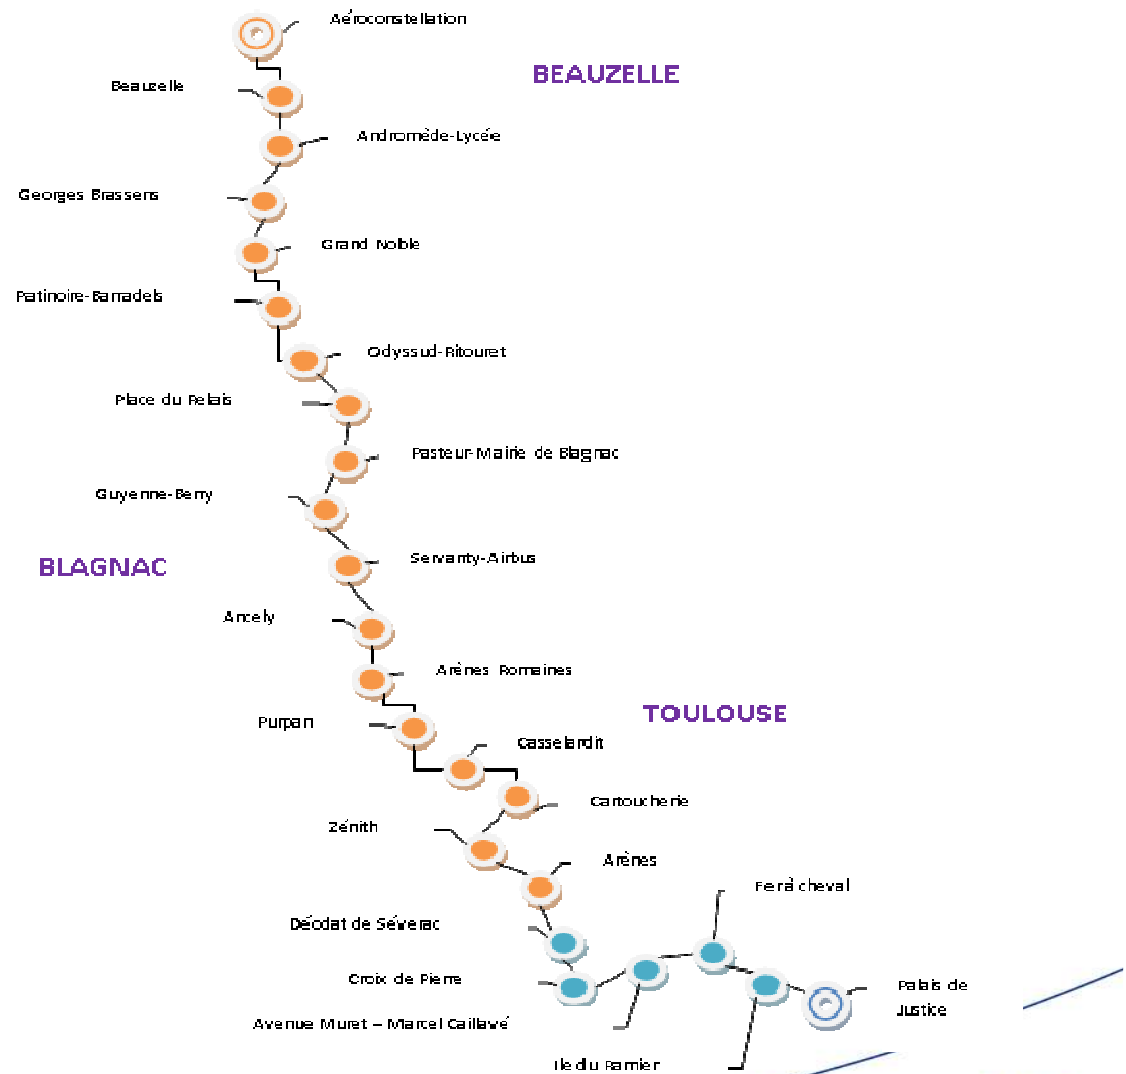 Aéroconstellation
BEAUZELLE
Beauzelle
Andromède-Lycée
Georges Brassens
Grand Noble
Patinoire-Barradels
Odyssud-Ritouret
Place du Relais
Pasteur-Mairie de Blagnac
Guyenne-Berry
Servanty-Airbus
BLAGNAC
Ancely
Arènes Romaines
TOULOUSE
Purpan
Casselardit
Cartoucherie
Zénith
Arènes
Fer à cheval
Déodat de Séverac
Croix de Pierre
Palais de
Justice
Avenue Muret – Marcel Caillavé
Ile du Ramier